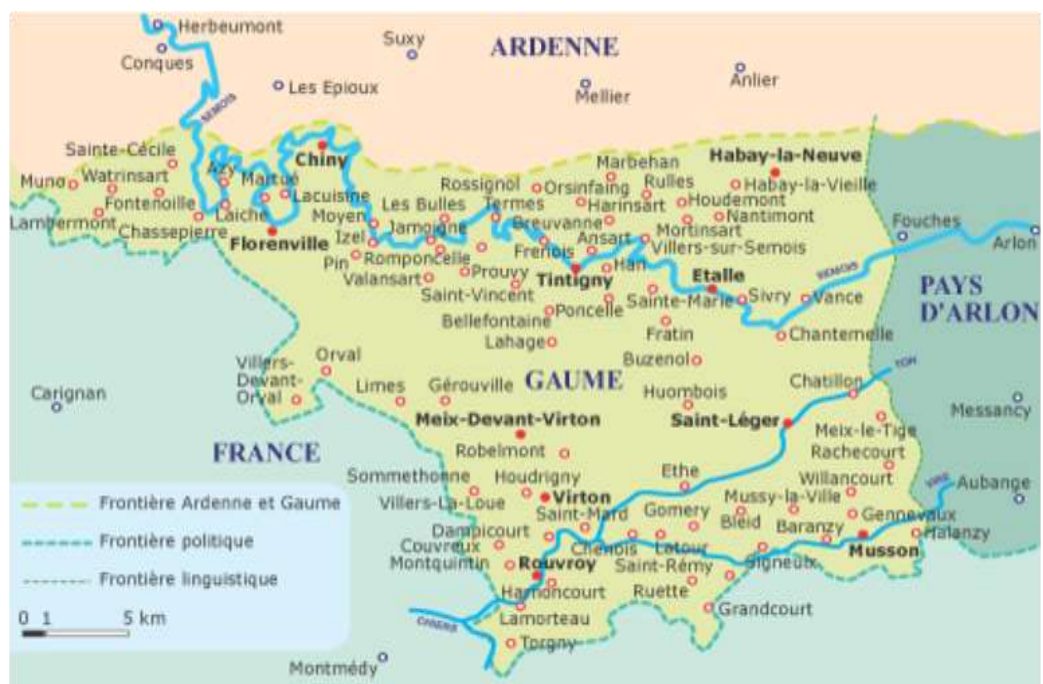 Herbeumont
Suxy
ARDENNE
Conques
Anlier
Les Epioux
Mellier
SEMOIS
Sainte-Cécile
Chiny
Marbehan
Habay-la-Neuve
Muno
Watrinsart
Azy
Martué
Lacuisine
Rossignol
Orsinfaing
Rulles
Habay-la-Vieille
Fontenoille
Les Bulles
Termes
Harinsart
Houdemont
Lambermont
Laiche
Moyen
Breuvanne
Nantimont
Chassepierre
Jamoigne
Mortinsart
Fouches
Arlon
Florenville
Izel
Frenois
Ansart
Villers-sur-Semois
Pin
Romponcelle
Han
Etalle
SEMOIS
Valansart
Prouvy
Tintigny
PAYS
D'ARLON
Saint-Vincent
Sainte-Marie
Sivry
Vance
Bellefontaine
Poncelle
Fratin
Chantemelle
Lahage
Buzenol
TON
Villers-
Devant-
Orval
Orval
Carignan
Limes
Gérouville
GAUME
Huombois
Chatillon
Messancy
Meix-Devant-Virton
Saint-Léger
Meix-le-Tige
FRANCE
Robelmont
Rachecourt
Sommethonne
Houdrigny
Ethe
Willancourt
Aubange
Villers-La-Loue
Virton
Mussy-la-Ville
VIRE
Saint-Mard
Gomery
Bleid
Baranzy
Gennevaux
Dampicourt
Halanzy
Couvreux
Chenois
Latour
Musson
Montquintin
Rouvroy
Saint-Rémy
Signeulx
Harnoncourt
Ruette
Grandcourt
CHIERS
Lamorteau
Torgny
Montmédy
Frontière Ardenne et Gaume
Frontière politique
Frontière linguistique
0 1 5 km